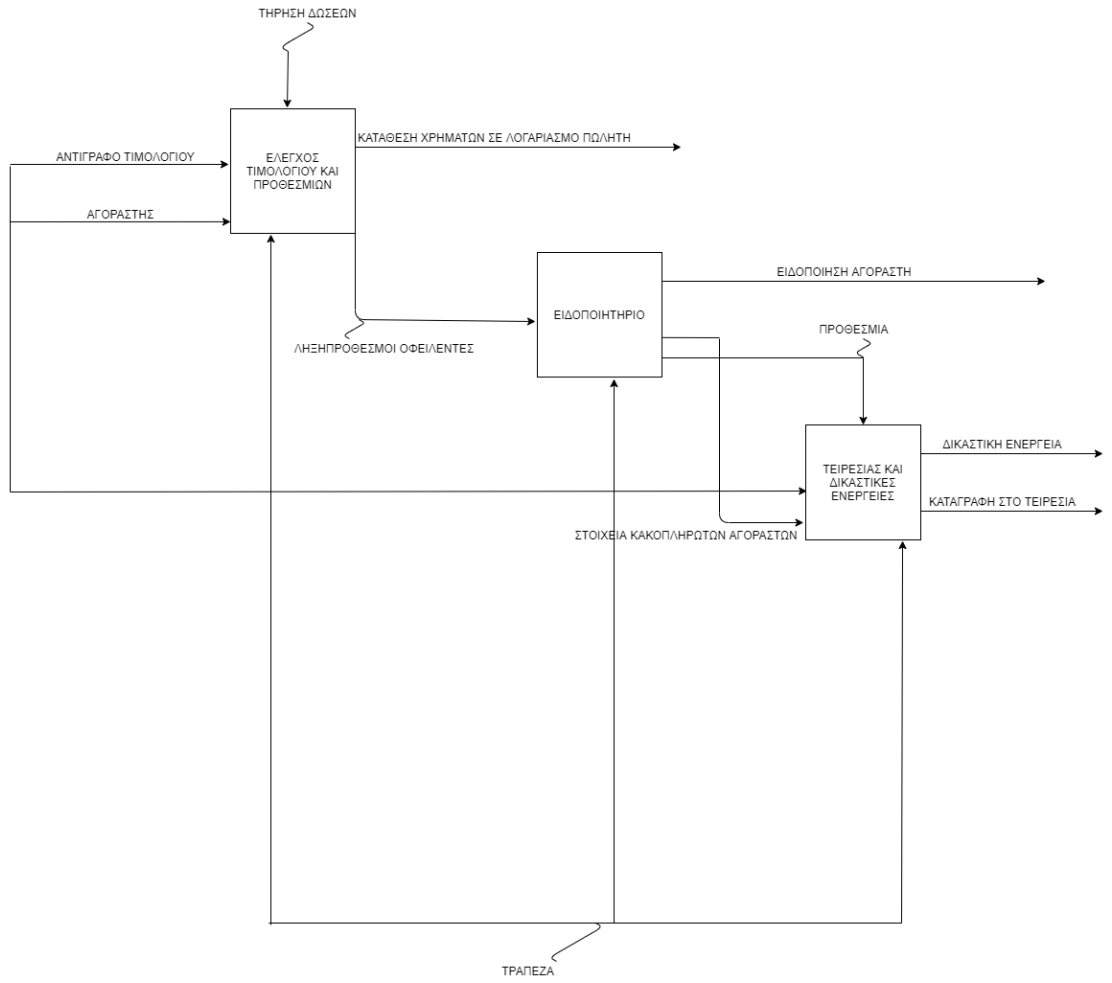 ΤΗΡΗΣΗ ΔΩΣΕΩΝ
ΚΑΤΑΘΕΣΗ ΧΡΗΜΑΤΩΝ ΣΕ ΛΟΓΑΡΙΑΣΜΟ ΠΩΛΗΤΗ
ΑΝΤΙΓΡΑΦΟ ΤΙΜΟΛΟΓΙΟΥ
ΕΛΕΓΧΟΣ
ΤΙΜΟΛΟΓΙΟΥ ΚΑΙ
ΠΡΟΘΕΣΜΙΩΝ
ΑΓΟΡΑΣΤΗΣ
ΕΙΔΟΠΟΙΗΣΗ ΑΓΟΡΑΣΤΗ
ΕΙΔΟΠΟΙΗΤΗΡΙΟ
ΠΡΟΘΕΣΜΙΑ
ΛΗΞΗΠΡΟΘΕΣΜΟΙ ΟΦΕΙΛΕΝΤΕΣ
ΔΙΚΑΣΤΙΚΗ ΕΝΕΡΓΕΙΑ
ΤΕΙΡΕΣΙΑΣ ΚΑΙ
ΔΙΚΑΣΤΙΚΕΣ
ΕΝΕΡΓΕΙΕΣ
ΚΑΤΑΓΡΑΦΗ ΣΤΟ ΤΕΙΡΕΣΙΑ
ΣΤΟΙΧΕΙΑ ΚΑΚΟΠΛΗΡΩΤΩΝ ΑΓΟΡΑΣΤΩΝ
ΤΡΑΠΕΖΑ